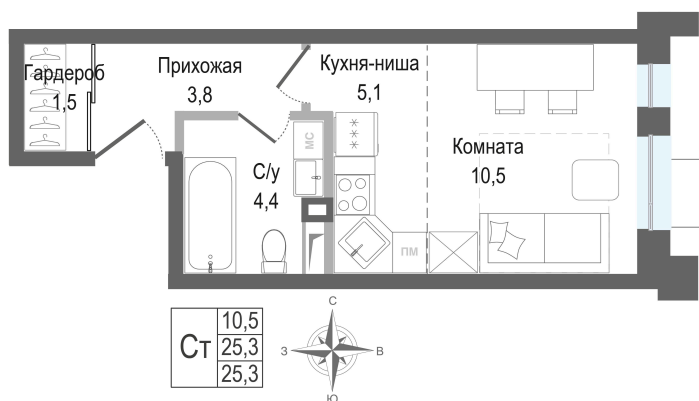 Гардероб
1,5
Прихожая
3,8
Кухня-ниша
5,1
МС
С/у
4,4
Комната
10,5
ПМ
Ст
10,5
25,3
25,3
С
З
В
Ю